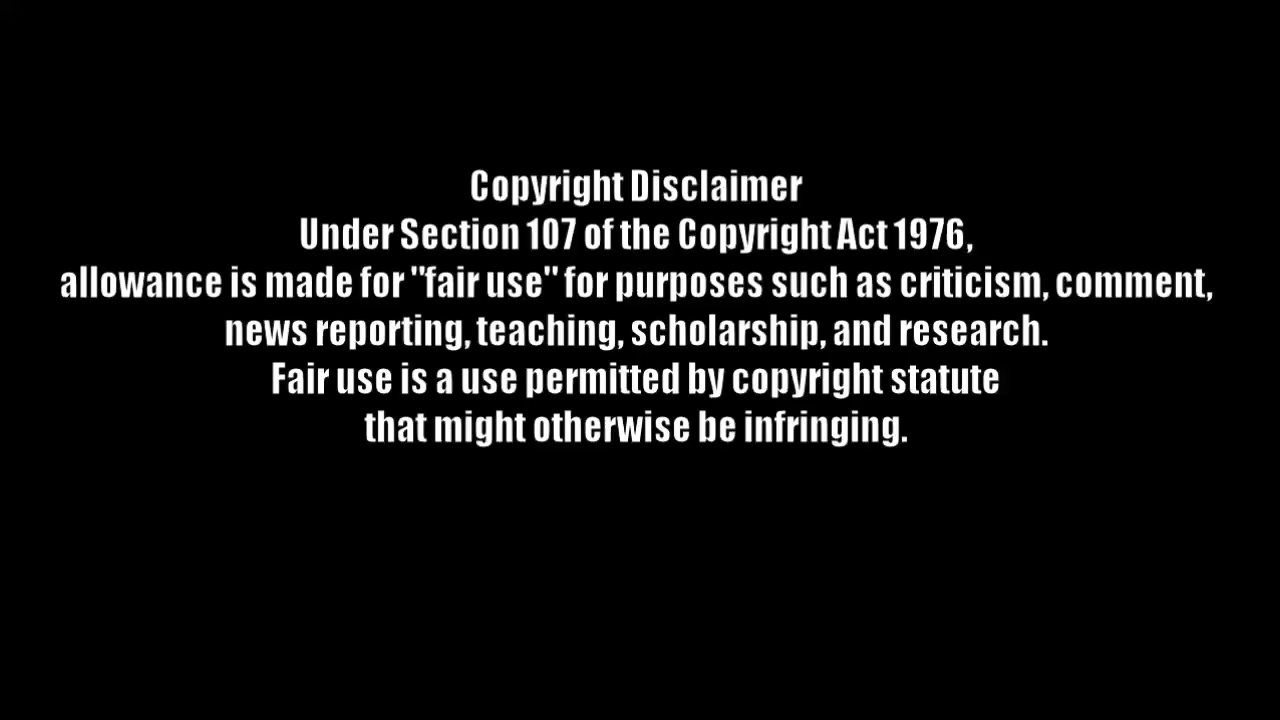 Copyright Disclaimer
Under Section 107 of the Copyright Act 1976,
allowance is made for "fair use" for purposes such as criticism, comment,
news reporting, teaching, scholarship, and research.
Fair use is a use permitted by copyright statute
that might otherwise be infringing.